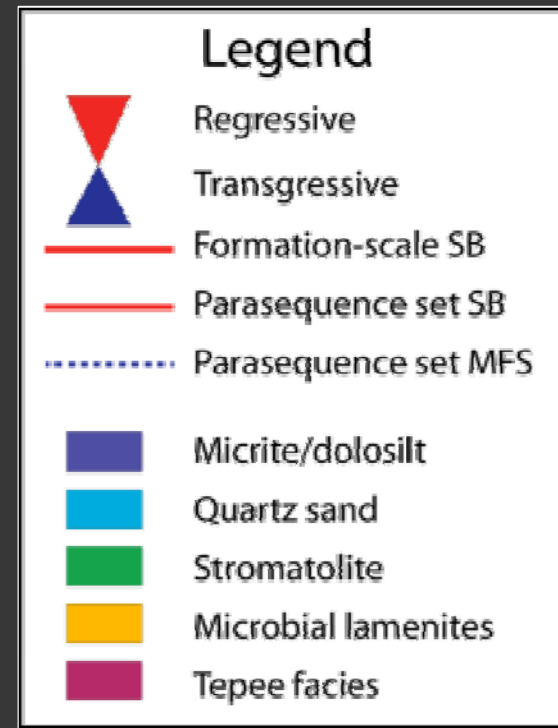 Legend
Regressive
Transgressive
Formation-scale SB
Parasequence set SB
Parasequence set MFS
Micrite/dolosilt
Quartz sand
Stromatolite
Microbial lamenites
Tepee facies